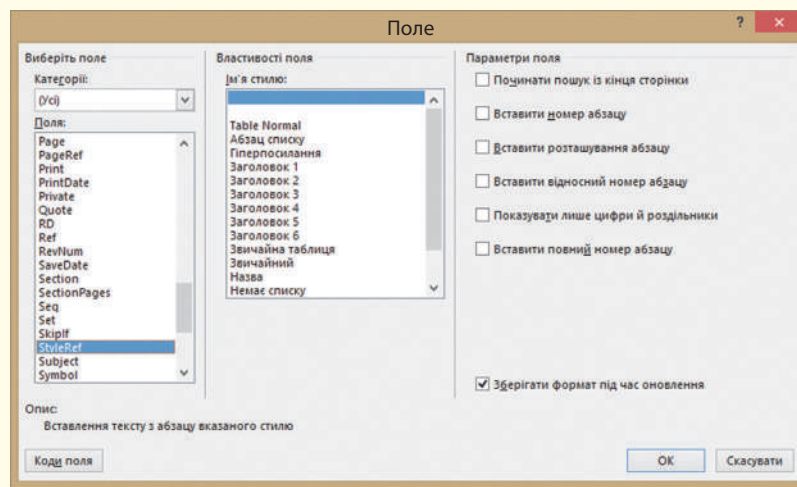 Поле
?
Виберіть поле
Категорії:
(Усі)
Поля:
Page
PageRef
Print
PrintDate
Private
Quote
RD
Ref
RevNum
SaveDate
Section
SectionPages
Seq
Set
SkipIf
StyleRef
Subject
Symbol
Властивості поля
Ім'я стилю:
Table Normal
Абзац списку
Гіперпосилання
Заголовок 1
Заголовок 2
Заголовок 3
Заголовок 4
Заголовок 5
Заголовок 6
Звичайна таблиця
Звичайний
Назва
Немає списку
Параметри поля
Починати пошук із кінця сторінки
Вставити номер абзацу
Вставити розташування абзацу
Вставити відносний номер абзацу
Показувати лише цифри й роздільники
Вставити повний номер абзацу
Зберігати формат під час оновлення
Опис:
Вставлення тексту з абзацу вказаного стилю
Коди поля
ОК
Скасувати